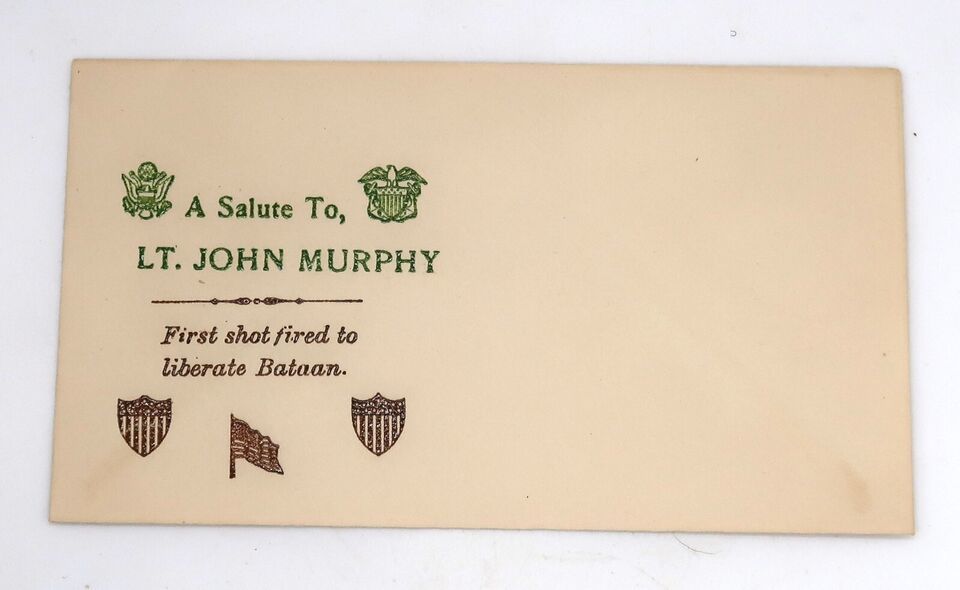 A Salute To,
LT. JOHN MURPHY
First shot fired to
liberate Bataan.